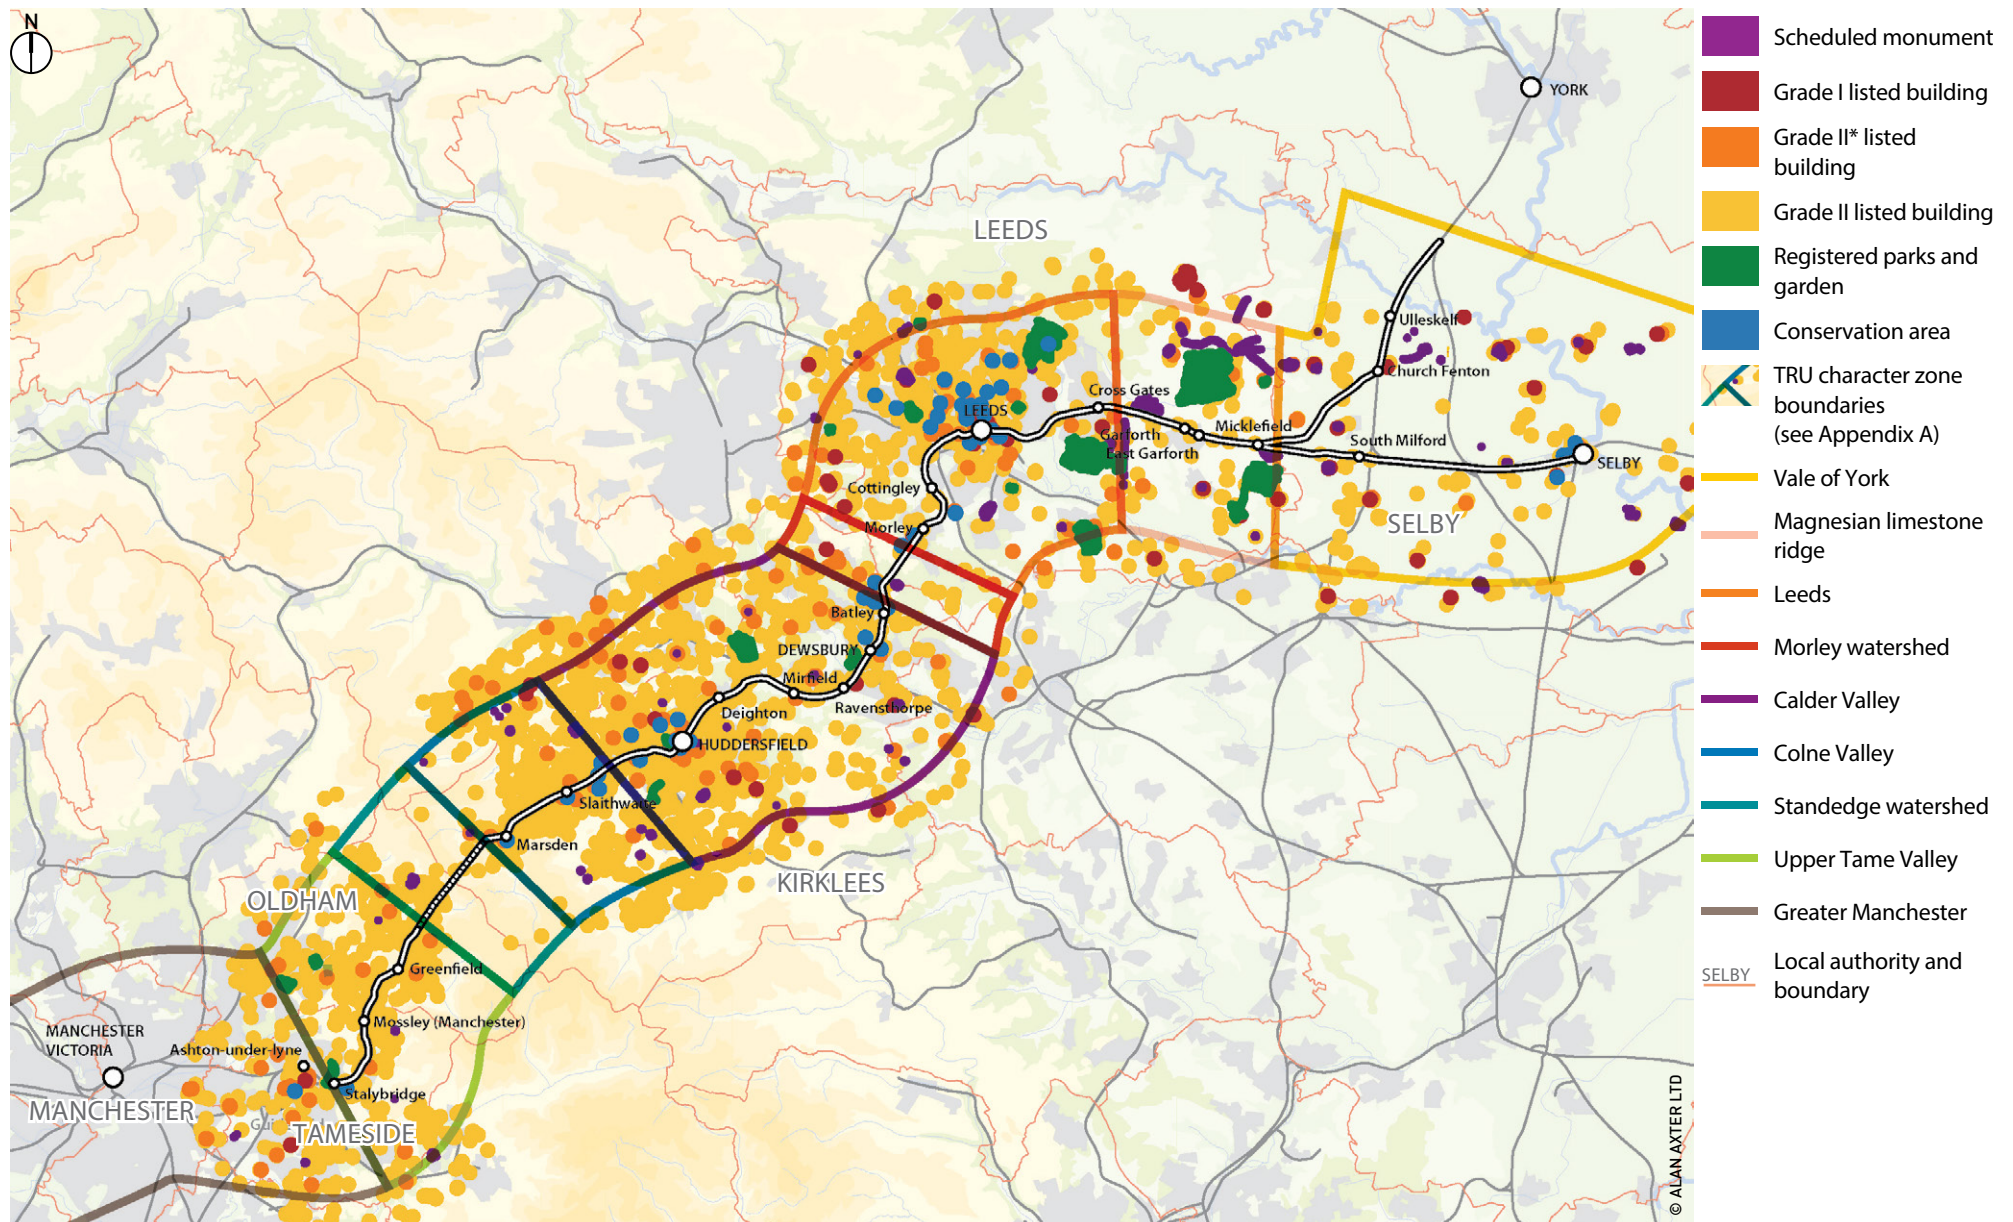 N
YORK
LEEDS
Ulleskelf
Church Fenton
Cross Gates
LEEDS
Garforth
Micklefield
East Garforth
South Milford
SELBY
Cottingley
SELBY
Morley
Batley
DEWSBURY
Mirfield
Ravensthorpe
Deighton
HUDDERSFIELD
Slaithwaite
Marsden
KIRKLEES
OLDHAM
Greenfield
Mossley (Manchester)
MANCHESTER
VICTORIA
Ashton-under-lyne
Stalybridge
MANCHESTER
TAMESIDE
© ALAN AXTER LTD
Scheduled monument
Grade I listed building
Grade II* listed
building
Grade II listed building
Registered parks and
garden
Conservation area
TRU character zone
boundaries
(see Appendix A)
Vale of York
Magnesian limestone
ridge
Leeds
Morley watershed
Calder Valley
Colne Valley
Standedge watershed
Upper Tame Valley
Greater Manchester
SELBY
Local authority and
boundary